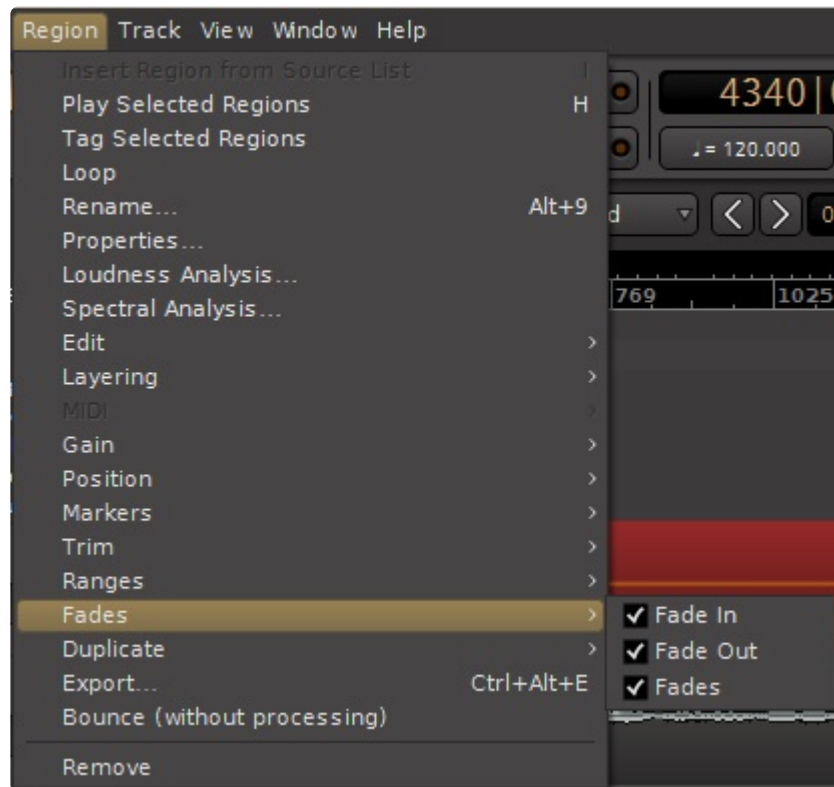 Region Track View Window Help
Insert Region from Source List I
Play Selected Regions H
Tag Selected Regions
Loop
Rename... Alt+9
Properties...
Loudness Analysis...
Spectral Analysis...
Edit
Layering
MIDI
Gain
Position
Markers
Trim
Ranges
Fades
Duplicate
Export... Ctrl+Alt+E
Bounce (without processing)
Remove
Fade In
Fade Out
Fades
4340|0
♩ = 120.000
d
0
769 1025